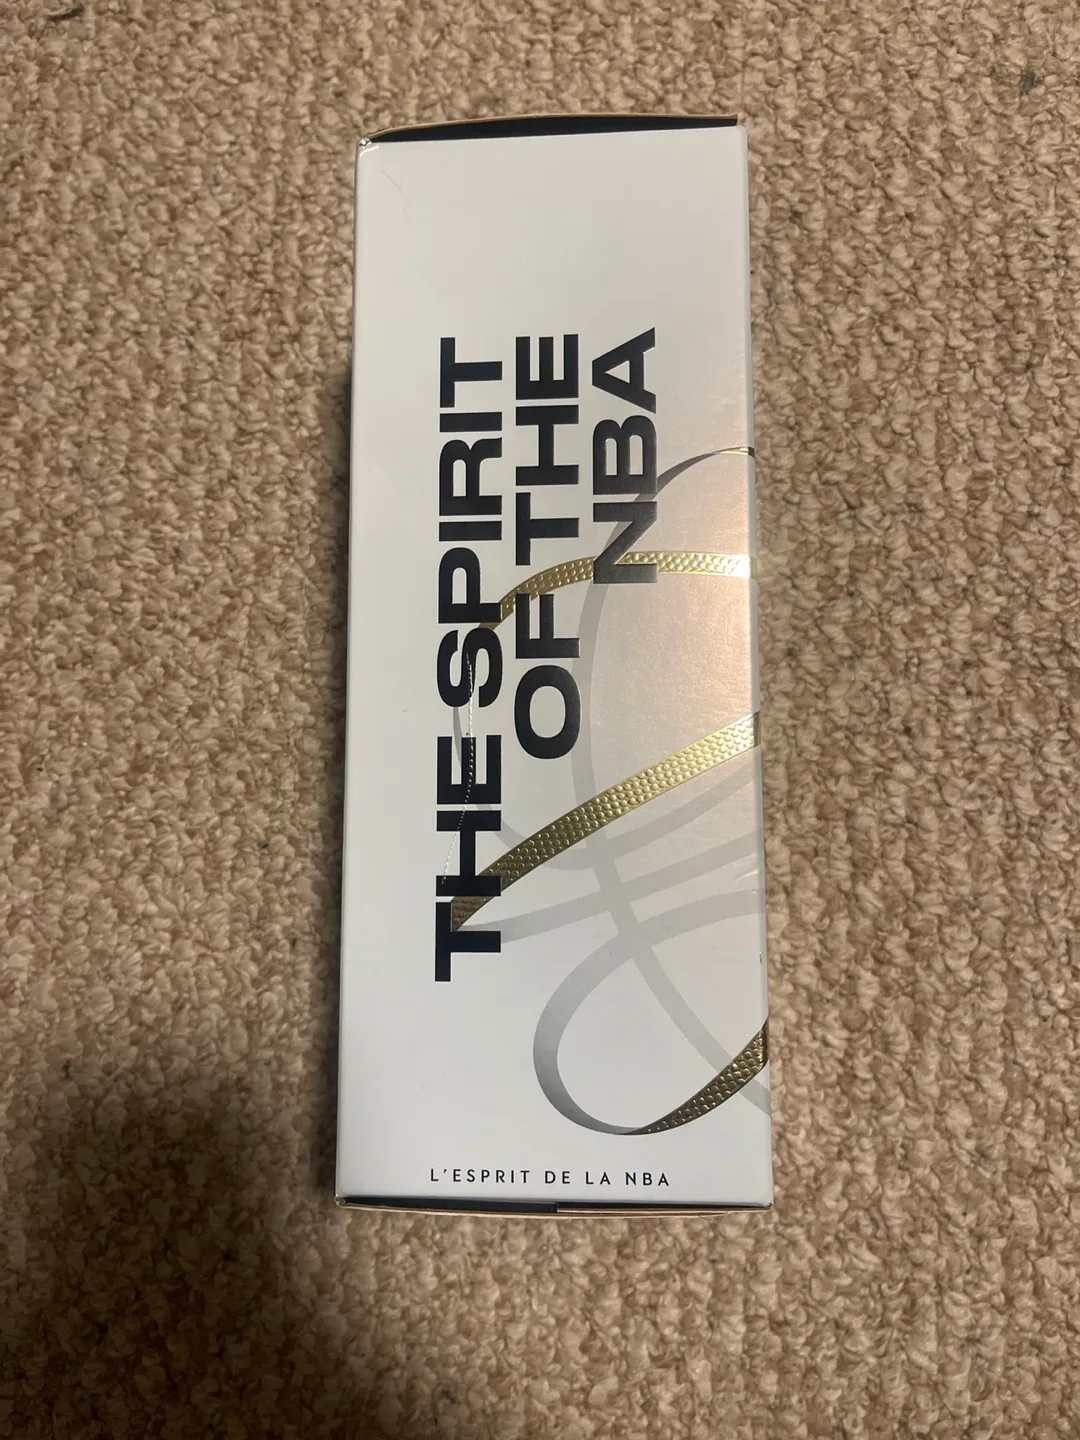 THE SPIRIT
OF THE
NBA
L'ESPRIT DE LA NBA